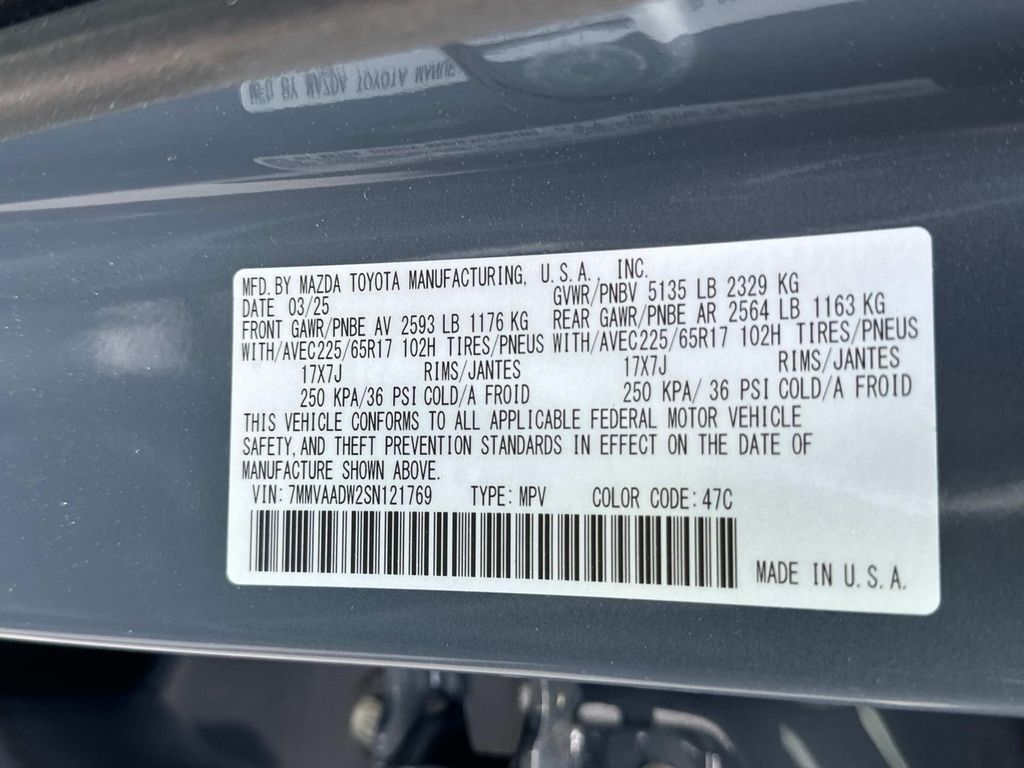 MFD. BY MAZDA TOYOTA MANUFACTURING, U.S.A., INC.
DATE 03/25 GVWR/PNBV 5135 LB 2329 KG
FRONT GAWR/PNBE AV 2593 LB 1176 KG REAR GAWR/PNBE AR 2564 LB 1163 KG
WITH/AVEC225/65R17 102H TIRES/PNEUS WITH/AVEC225/65R17 102H TIRES/PNEUS
17X7J RIMS/JANTES 17X7J RIMS/JANTES
250 KPA/36 PSI COLD/A FROID 250 KPA/36 PSI COLD/A FROID
THIS VEHICLE CONFORMS TO ALL APPLICABLE FEDERAL MOTOR VEHICLE
SAFETY, AND THEFT PREVENTION STANDARDS IN EFFECT ON THE DATE OF
MANUFACTURE SHOWN ABOVE.
VIN: 7MMVAADW2SN121769 TYPE: MPV COLOR CODE: 47C
MADE IN U.S.A.